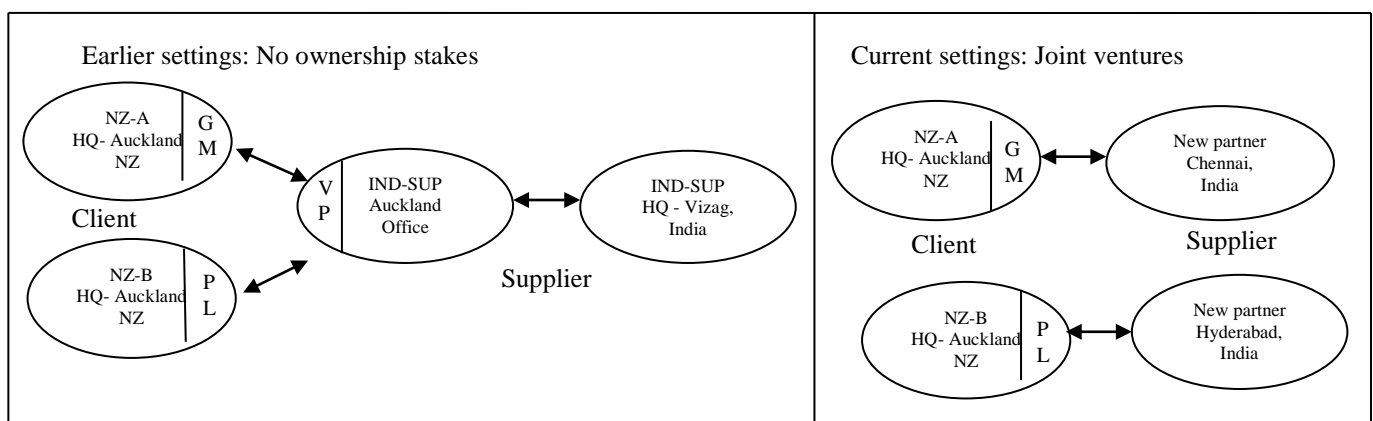 Earlier settings: No ownership stakes
NZ-A
HQ- Auckland
NZ
G
M
Client
NZ-B
HQ- Auckland
NZ
P
L
V
P
IND-SUP
Auckland
Office
IND-SUP
HQ - Vizag,
India
Supplier
Current settings: Joint ventures
NZ-A
HQ- Auckland
NZ
G
M
New partner
Chennai,
India
Client
Supplier
NZ-B
HQ- Auckland
NZ
P
L
New partner
Hyderabad,
India